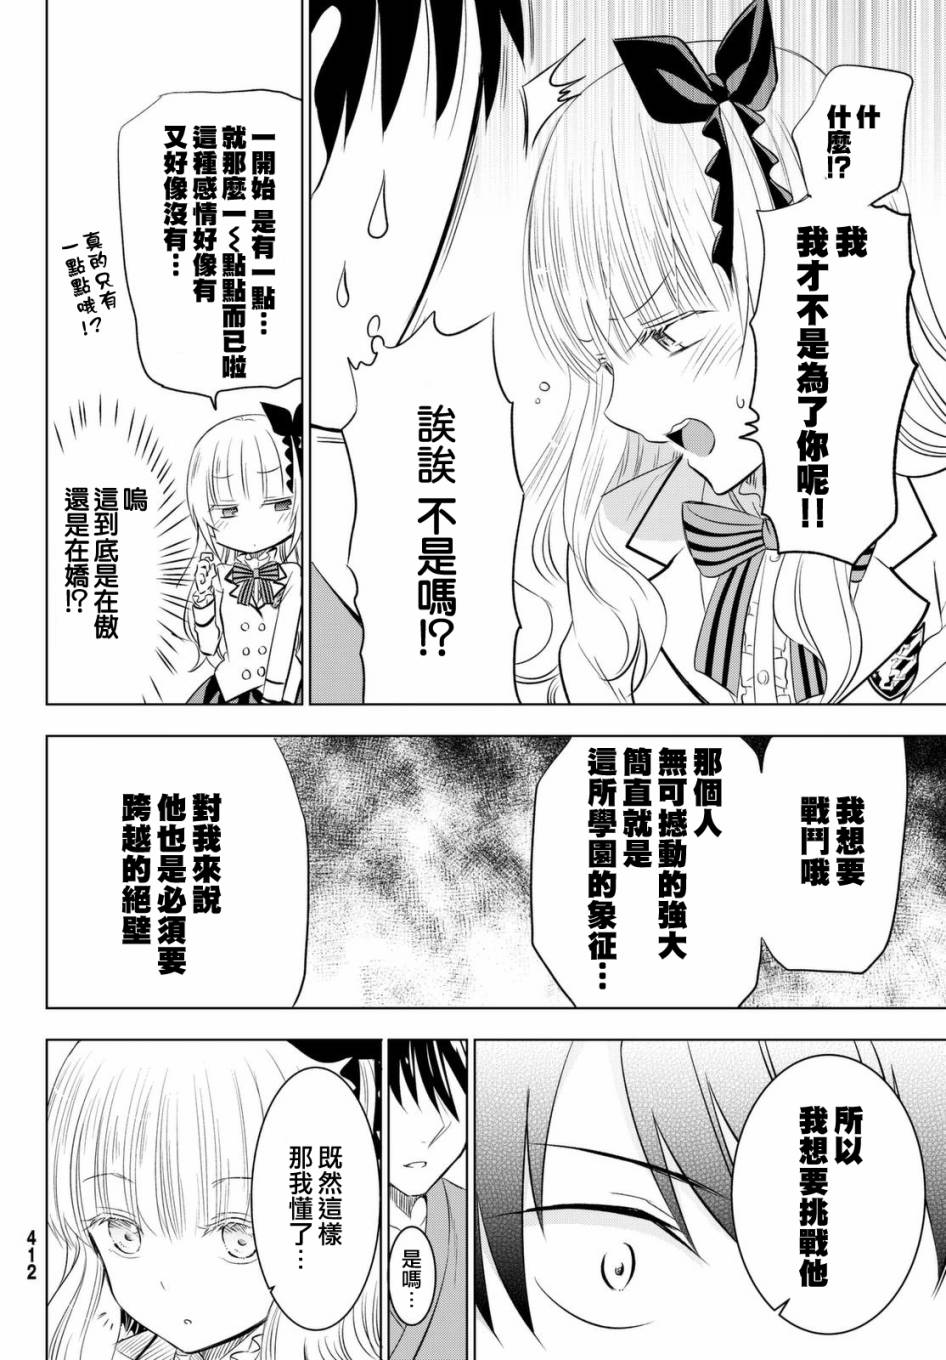 什
什麼!?
我
我才不是為了你呢!!
誒誒 不是嗎!?
一開始 是有一點…
就那麼一～點點而已啦
這種感情好像有
又好像沒有…
真的只有
一點點哦!?
嗚
這到底是在傲
還是在嬌!?
我想要
戰鬥哦
那個人
無可撼動的強大
簡直就是
這所學園的象征…
對我來說
他也是必須要
跨越的絕壁
所以
我想要挑戰他
是嗎…
既然這樣
那我懂了…
412